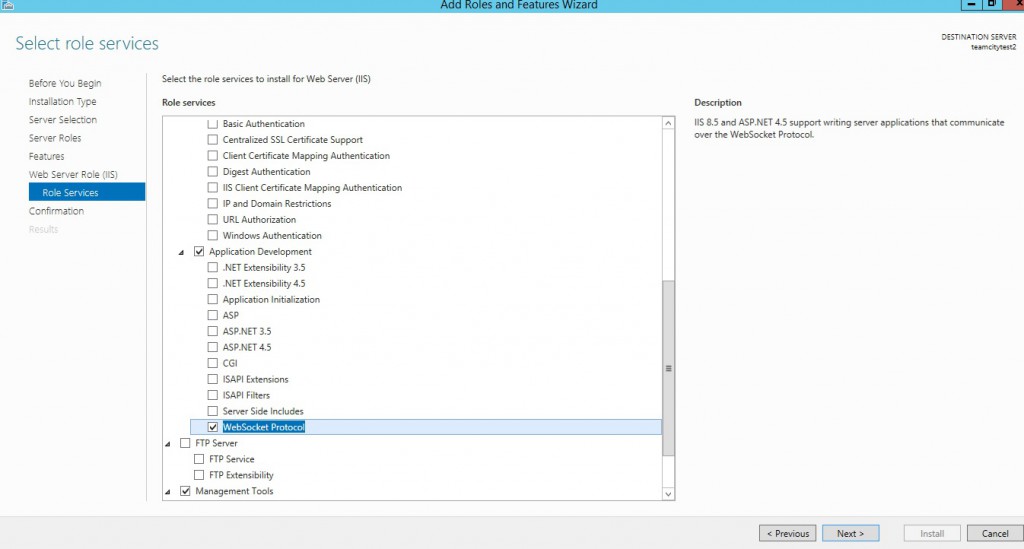 Add Roles and Features Wizard
Select role services
DESTINATION SERVER
teamcitytest2
Before You Begin
Installation Type
Server Selection
Server Roles
Features
Web Server Role (IIS)
Role Services
Confirmation
Results
Select the role services to install for Web Server (IIS)
Role services
Basic Authentication
Centralized SSL Certificate Support
Client Certificate Mapping Authentication
Digest Authentication
IIS Client Certificate Mapping Authentication
IP and Domain Restrictions
URL Authorization
Windows Authentication
Application Development
.NET Extensibility 3.5
.NET Extensibility 4.5
Application Initialization
ASP
ASP.NET 3.5
ASP.NET 4.5
CGI
ISAPI Extensions
ISAPI Filters
Server Side Includes
WebSocket Protocol
FTP Server
FTP Service
FTP Extensibility
Management Tools
Description
IIS 8.5 and ASP.NET 4.5 support writing server applications that communicate
over the WebSocket Protocol.
< Previous
Next >
Install
Cancel